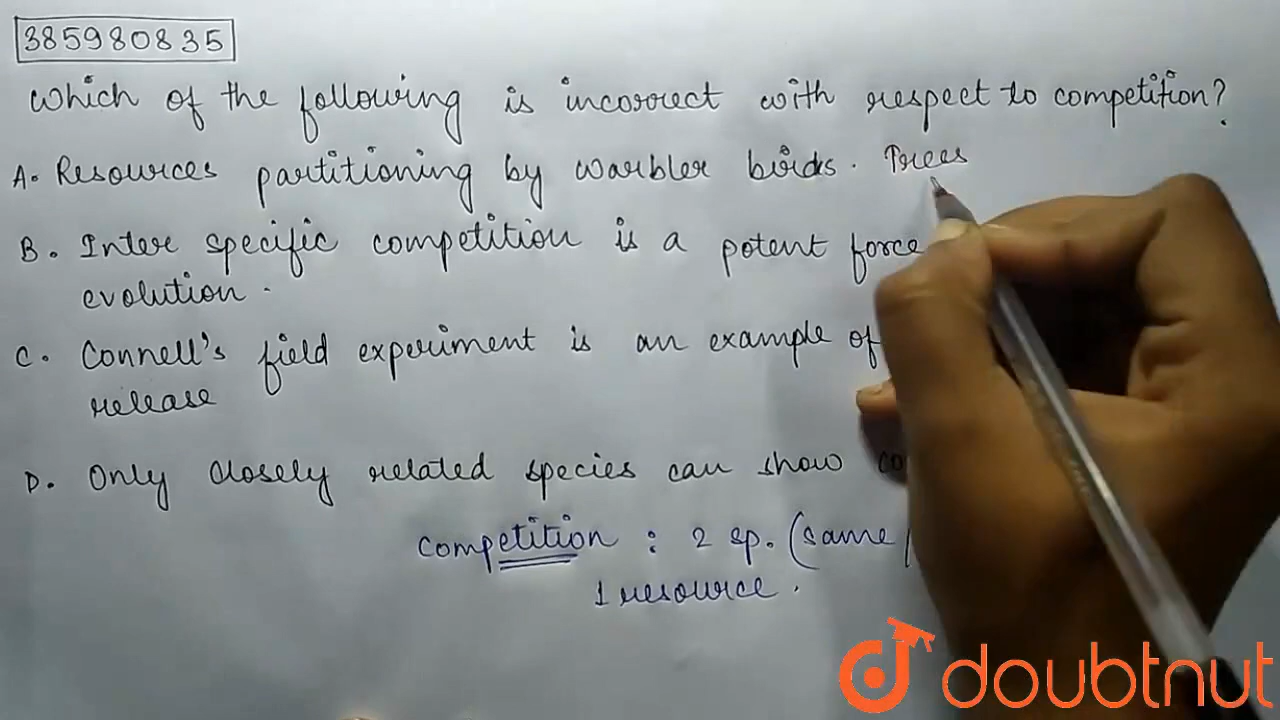 385980835
Which of the following is incorrect with respect to competition?
A. Resources partitioning by warbler birds. Trees
B. Inter specific competition is a potent force
evolution.
C. Connell's field experiment is an example of
release
D. Only closely related species can show co
competition : 2 sp. (same /
1 resource.
doubtnut